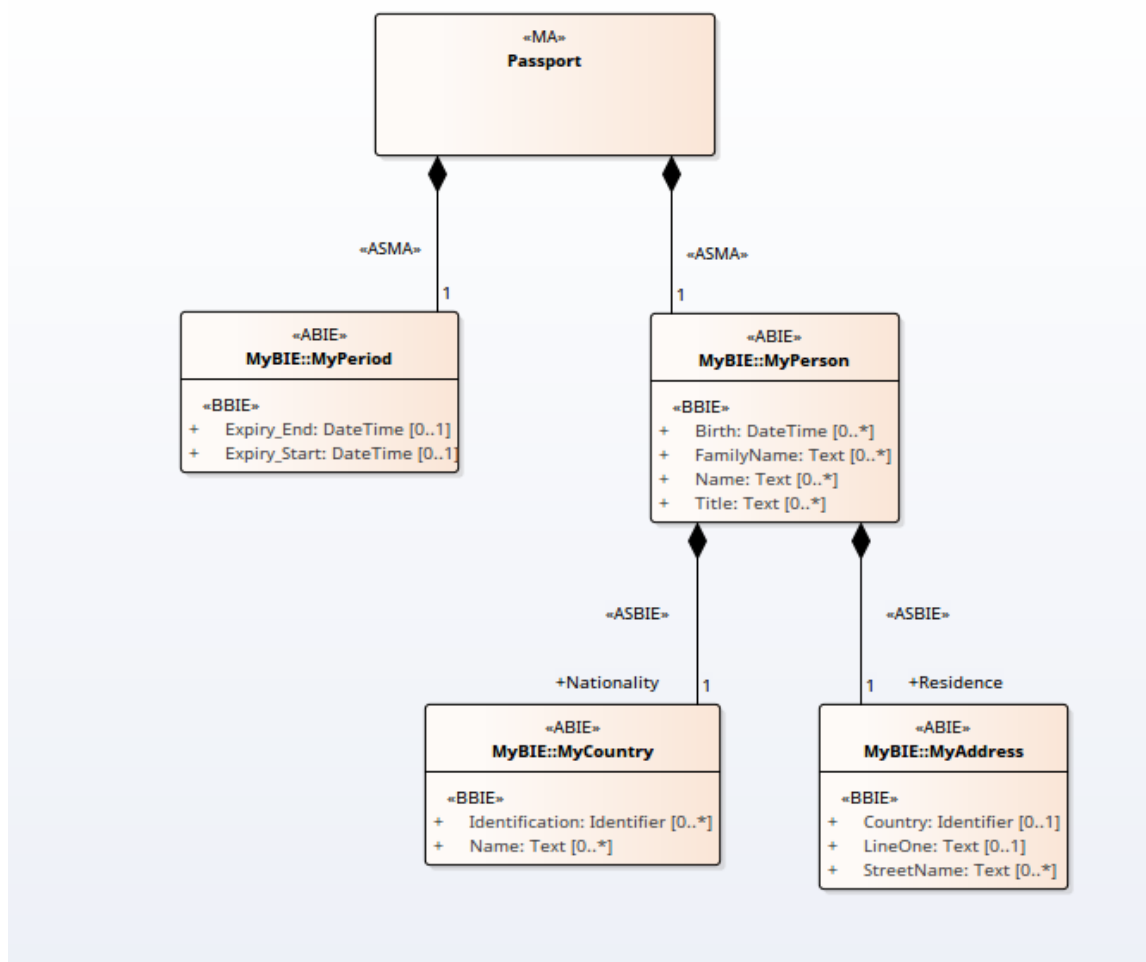 «MA»
Passport
«ASMA»
«ASMA»
1
1
«ABIE»
MyBIE::MyPeriod
«BBIE»
+ Expiry_End: DateTime [0..1]
+ Expiry_Start: DateTime [0..1]
«ABIE»
MyBIE::MyPerson
«BBIE»
+ Birth: DateTime [0..*]
+ FamilyName: Text [0..*]
+ Name: Text [0..*]
+ Title: Text [0..*]
«ASBIE»
«ASBIE»
+Nationality
1
1
+Residence
«ABIE»
MyBIE::MyCountry
«BBIE»
+ Identification: Identifier [0..*]
+ Name: Text [0..*]
«ABIE»
MyBIE::MyAddress
«BBIE»
+ Country: Identifier [0..1]
+ LineOne: Text [0..1]
+ StreetName: Text [0..*]